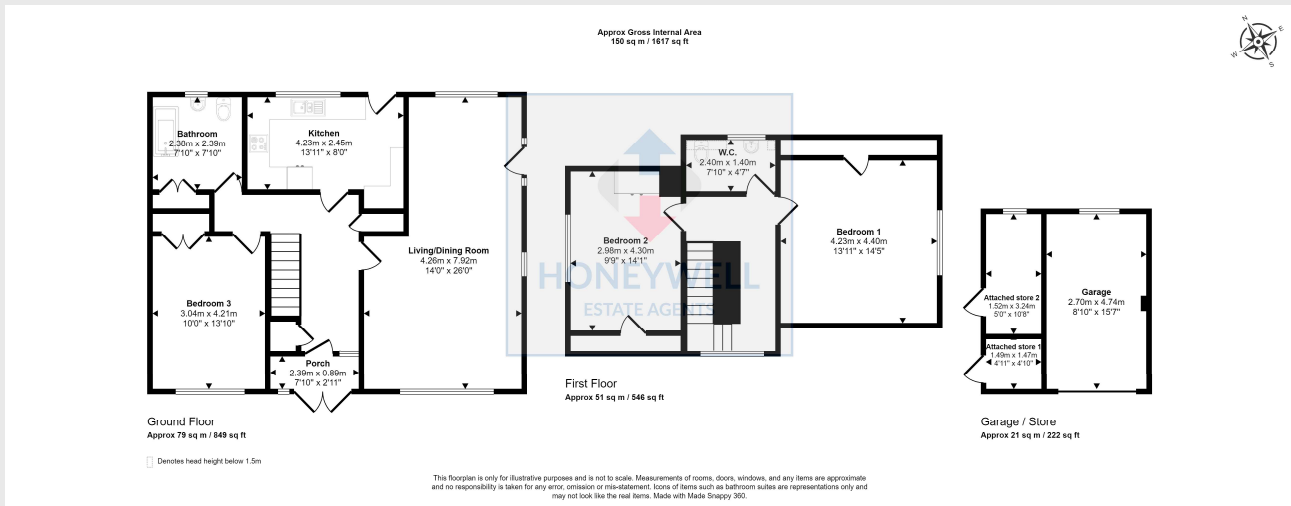 Approx Gross Internal Area
150 sq m / 1617 sq ft
N
E
S
W
Bathroom
2.38m x 2.39m
7'10" x 7'10"
Kitchen
4.23m x 2.45m
13'11" x 8'0"
Living/Dining Room
4.26m x 7.92m
14'0" x 26'0"
Bedroom 3
3.04m x 4.21m
10'0" x 13'10"
Porch
2.39m x 0.89m
7'10" x 2'11"
Ground Floor
Approx 79 sq m / 849 sq ft
Denotes head height below 1.5m
W.C.
2.40m x 1.40m
7'10" x 4'7"
Bedroom 2
2.98m x 4.30m
9'9" x 14'1"
Bedroom 1
4.23m x 4.40m
13'11" x 14'5"
HONEYWELL
ESTATE AGENTS
First Floor
Approx 51 sq m / 546 sq ft
Attached store 2
1.52m x 3.24m
5'0" x 10'8"
Garage
2.70m x 4.74m
8'10" x 15'7"
Attached store 1
1.49m x 1.47m
4'11" x 4'10"
Garage / Store
Approx 21 sq m / 222 sq ft
This floorplan is only for illustrative purposes and is not to scale. Measurements of rooms, doors, windows, and any items are approximate
and no responsibility is taken for any error, omission or mis-statement. Icons of items such as bathroom suites are representations only and
may not look like the real items. Made with Made Snappy 360.